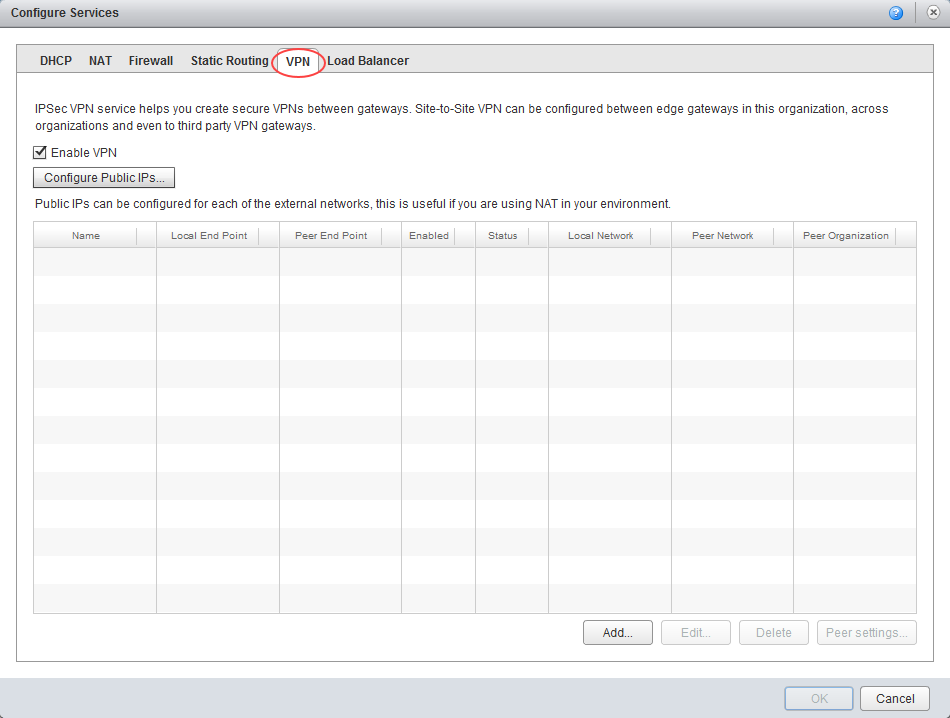 Configure Services
?
DHCP NAT Firewall Static Routing VPN Load Balancer
IPSec VPN service helps you create secure VPNs between gateways. Site-to-Site VPN can be configured between edge gateways in this organization, across
organizations and even to third party VPN gateways.
Enable VPN
Configure Public IPs...
Public IPs can be configured for each of the external networks, this is useful if you are using NAT in your environment.
Name Local End Point Peer End Point Enabled Status Local Network Peer Network Peer Organization
Add... Edit... Delete Peer settings...
OK Cancel